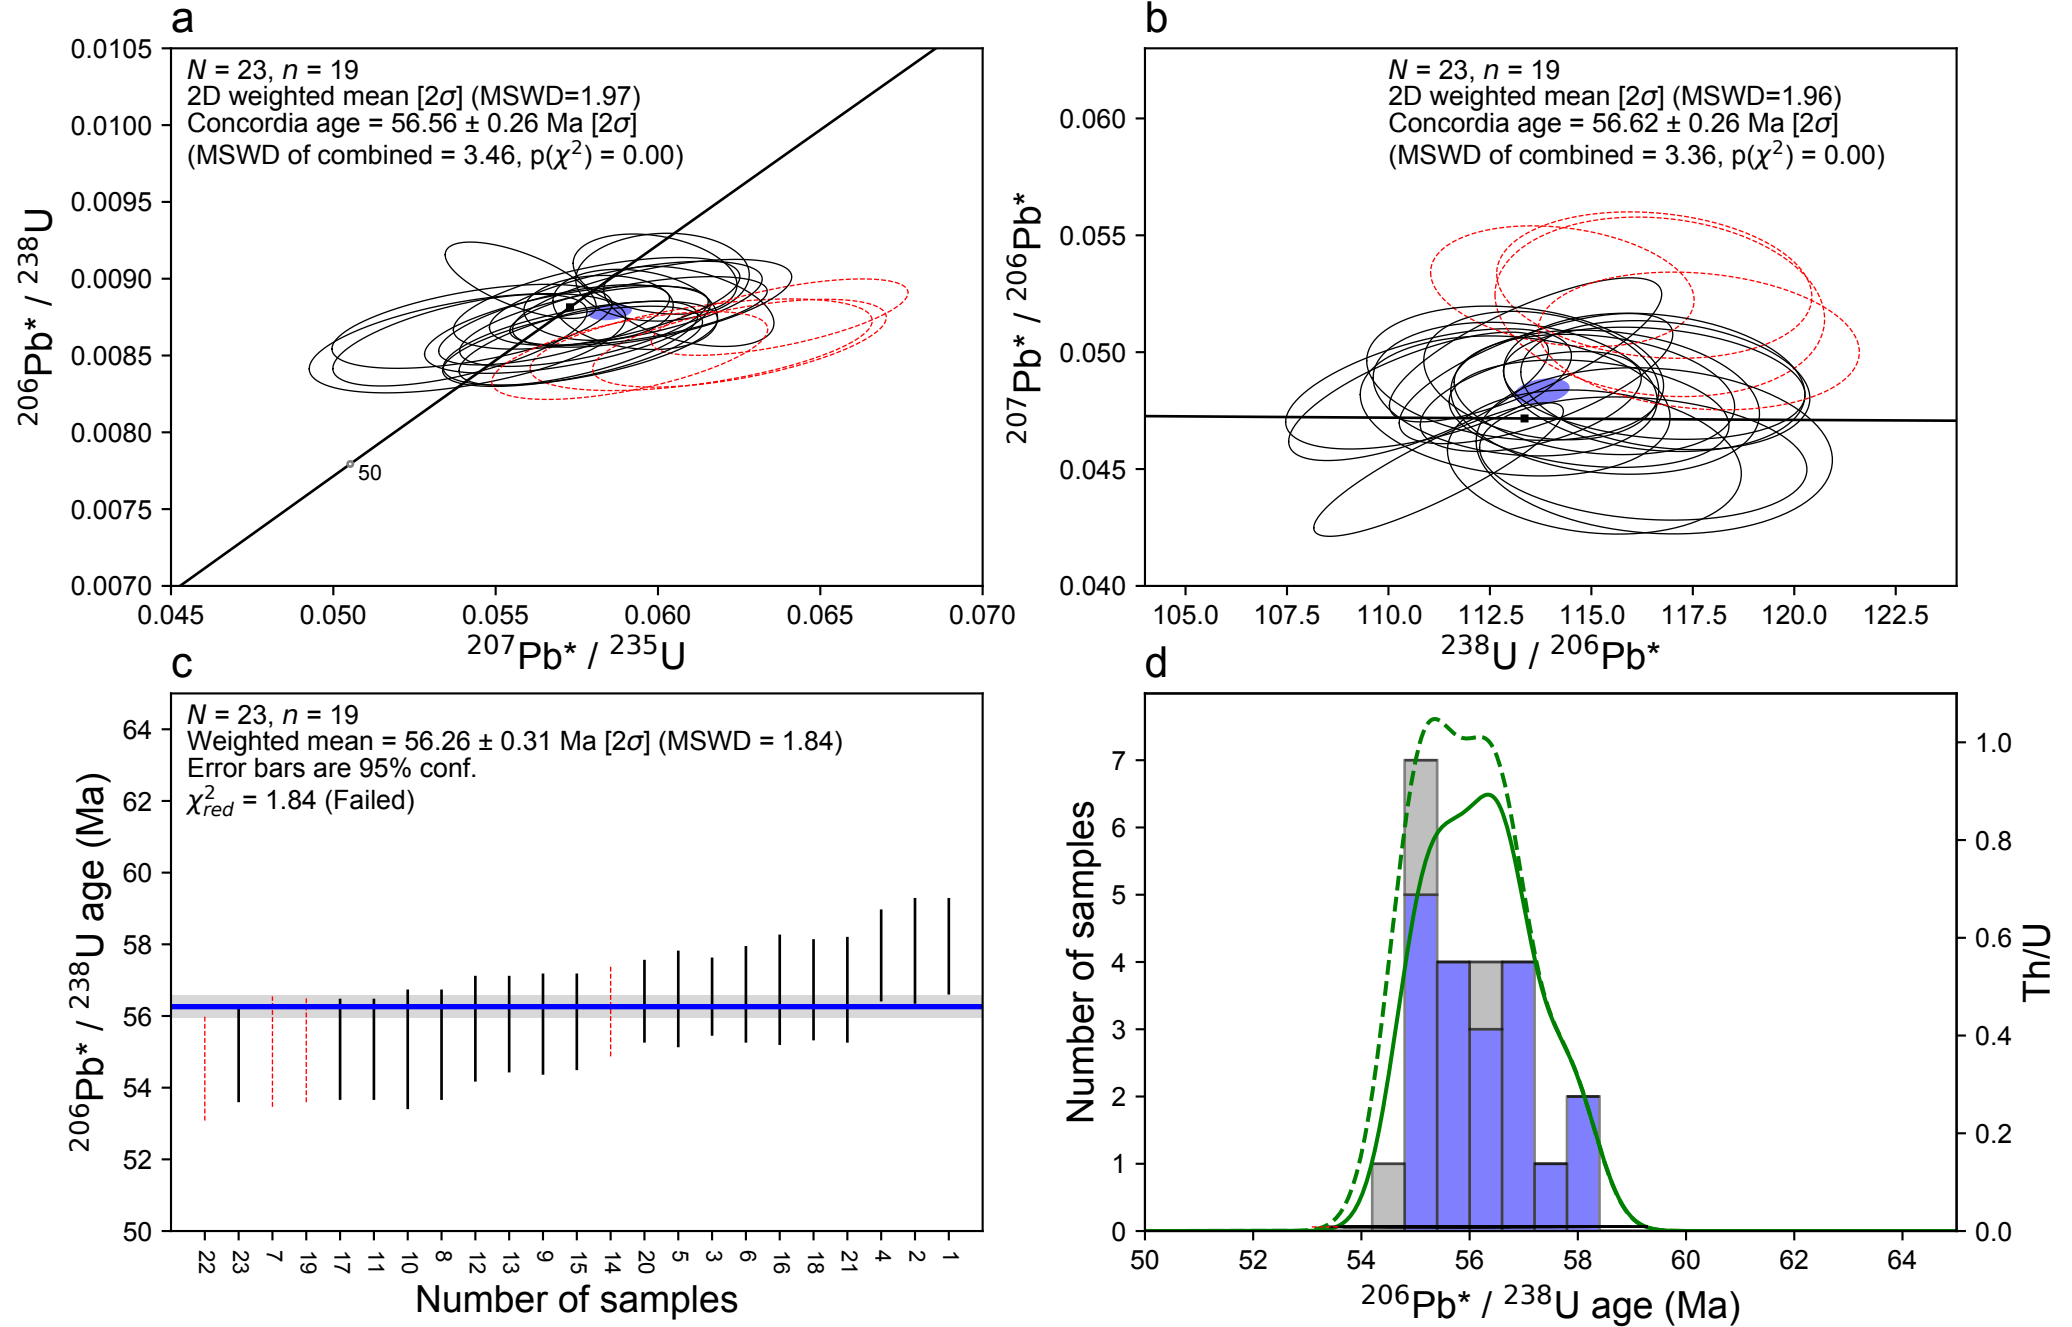 a
0.0105
0.0100
0.0095
0.0090
0.0085
0.0080
0.0075
0.0070
²⁰⁶Pb* / ²³⁸U
N = 23, n = 19
2D weighted mean [2σ] (MSWD=1.97)
Concordia age = 56.56 ± 0.26 Ma [2σ]
(MSWD of combined = 3.46, p(χ²) = 0.00)
50
0.045 0.050 0.055 0.060 0.065 0.070
²⁰⁷Pb* / ²³⁵U
b
0.060
0.055
0.050
0.045
0.040
²⁰⁷Pb* / ²⁰⁶Pb*
N = 23, n = 19
2D weighted mean [2σ] (MSWD=1.96)
Concordia age = 56.62 ± 0.26 Ma [2σ]
(MSWD of combined = 3.36, p(χ²) = 0.00)
105.0 107.5 110.0 112.5 115.0 117.5 120.0 122.5
²³⁸U / ²⁰⁶Pb*
c
64
62
60
58
56
54
52
50
²⁰⁶Pb* / ²³⁸U age (Ma)
N = 23, n = 19
Weighted mean = 56.26 ± 0.31 Ma [2σ] (MSWD = 1.84)
Error bars are 95% conf.
χ²red = 1.84 (Failed)
22 23 7 19 17 11 10 8 12 13 9 15 14 20 5 3 6 16 18 21 4 2 1
Number of samples
d
7
6
5
4
3
2
1
0
Number of samples
1.0
0.8
0.6
0.4
0.2
0.0
Th/U
50 52 54 56 58 60 62 64
²⁰⁶Pb* / ²³⁸U age (Ma)